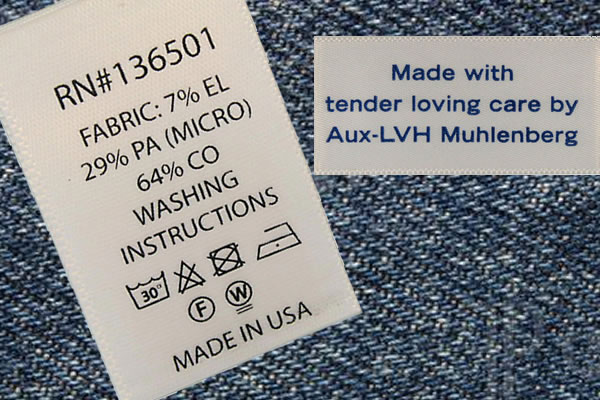 RN#136501
FABRIC: 7% EL
29% PA (MICRO)
64% CO
WASHING
INSTRUCTIONS
30°
F W
MADE IN USA
Made with
tender loving care by
Aux-LVH Muhlenberg